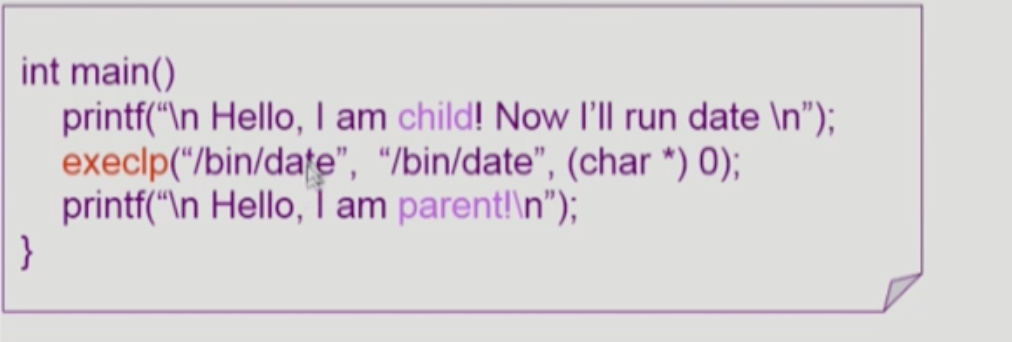 int main()
printf(“\n Hello, I am child! Now I’ll run date \n”);
execlp(“/bin/date”, “/bin/date”, (char *) 0);
printf(“\n Hello, I am parent!\n”);
}